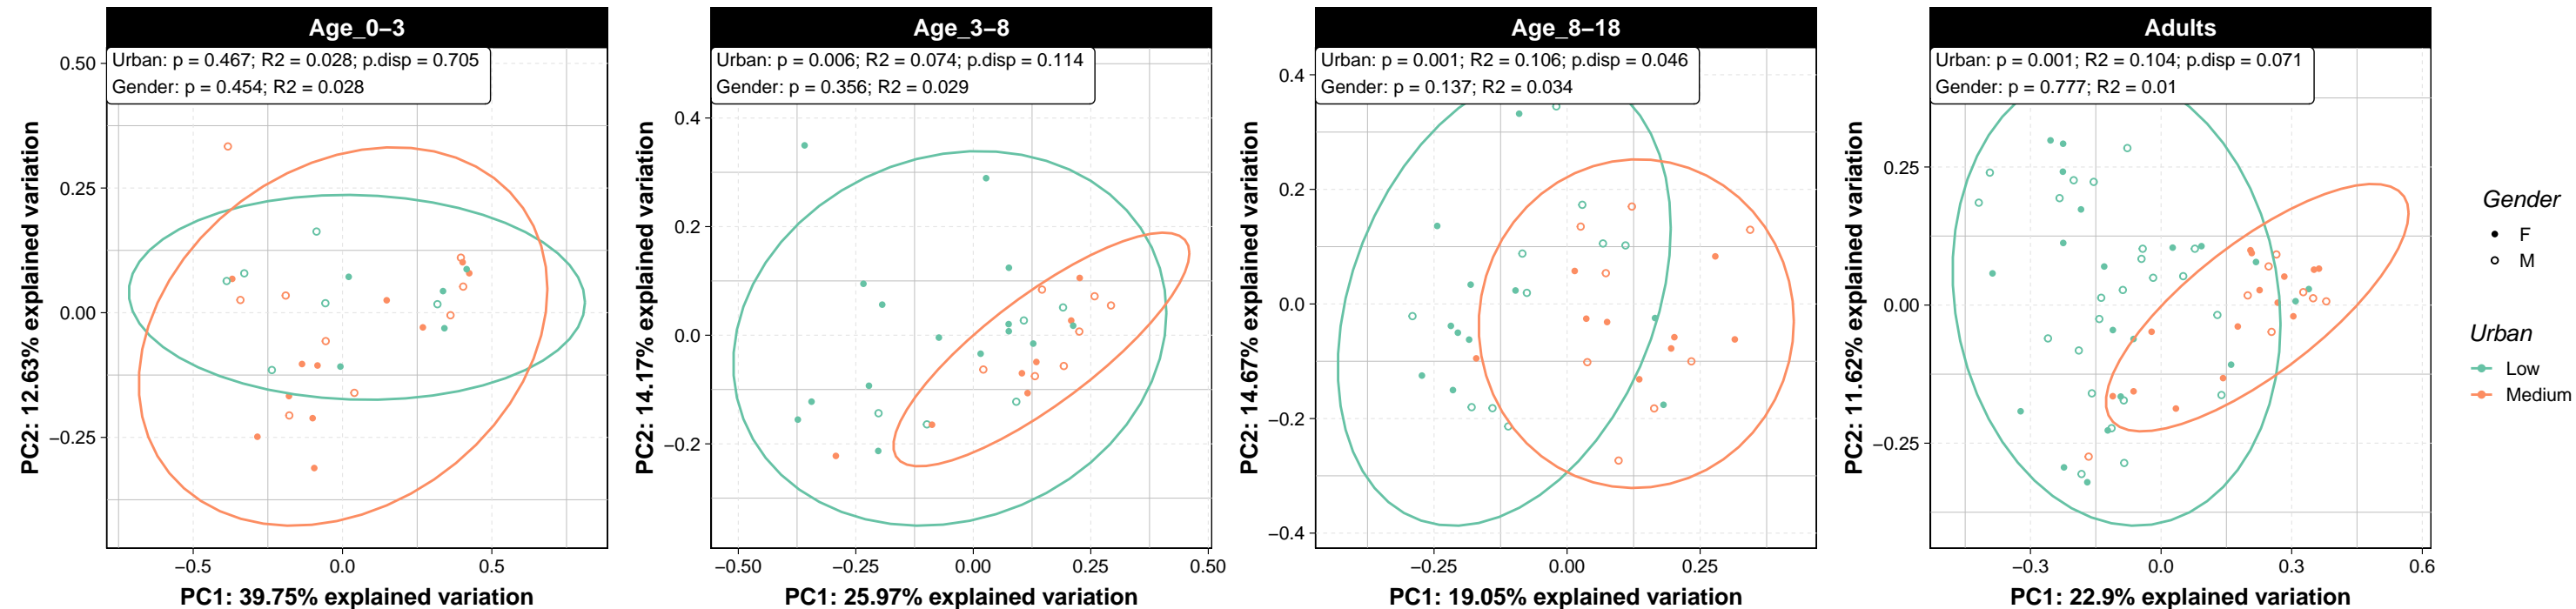 Age_0–3
Urban: p = 0.467; R2 = 0.028; p.disp = 0.705
Gender: p = 0.454; R2 = 0.028
PC2: 12.63% explained variation
0.50
0.25
0.00
−0.25
−0.5
0.0
0.5
PC1: 39.75% explained variation
Age_3–8
Urban: p = 0.006; R2 = 0.074; p.disp = 0.114
Gender: p = 0.356; R2 = 0.029
PC2: 14.17% explained variation
0.4
0.2
0.0
−0.2
−0.50
−0.25
0.00
0.25
0.50
PC1: 25.97% explained variation
Age_8–18
Urban: p = 0.001; R2 = 0.106; p.disp = 0.046
Gender: p = 0.137; R2 = 0.034
PC2: 14.67% explained variation
0.4
0.2
0.0
−0.2
−0.4
−0.25
0.00
0.25
PC1: 19.05% explained variation
Adults
Urban: p = 0.001; R2 = 0.104; p.disp = 0.071
Gender: p = 0.777; R2 = 0.01
PC2: 11.62% explained variation
0.25
0.00
−0.25
−0.3
0.0
0.3
0.6
PC1: 22.9% explained variation
Gender
F
M
Urban
Low
Medium